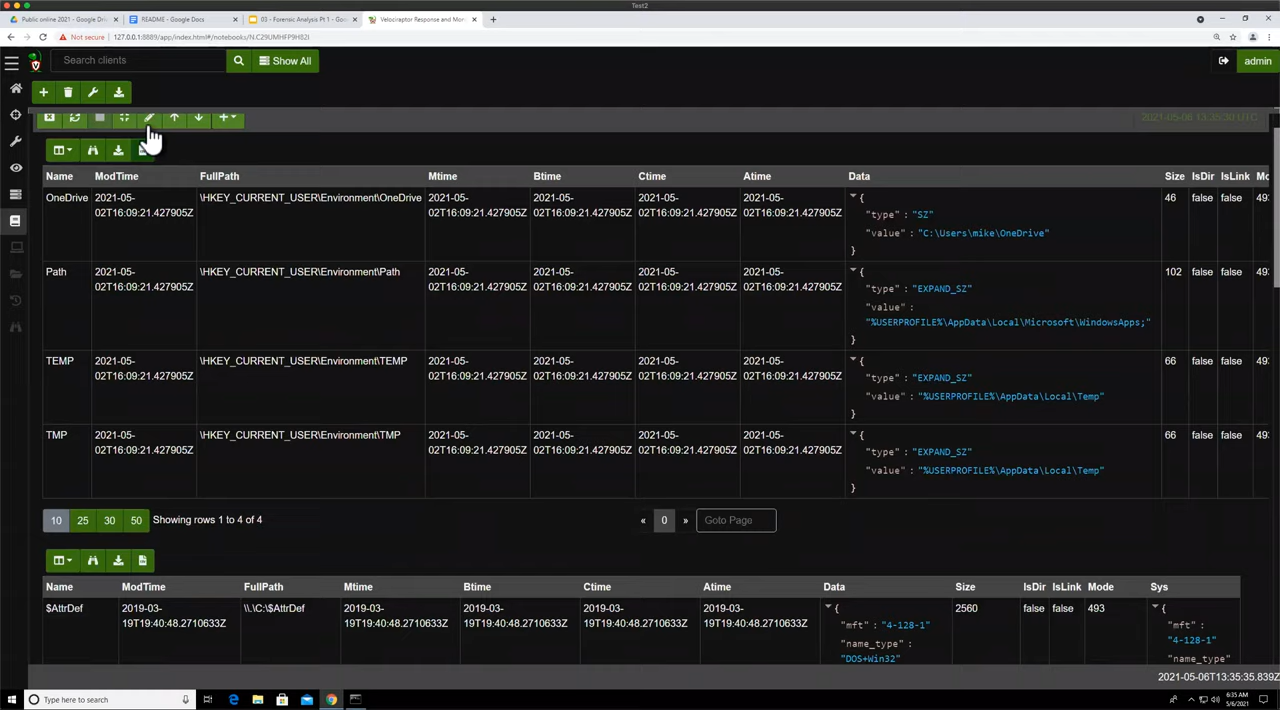 Test2
Public online 2021 - Google Dri
README - Google Docs
03 - Forensic Analysis Pt 1 - Goo
Velociraptor Response and Mon
Not secure
127.0.0.1:8889/app/index.html#/notebooks/N.C29UMHFP9H82I
Search clients
Show All
admin
2021-05-06 13:35:30 UTC
Name ModTime FullPath Mtime Btime Ctime Atime Data Size IsDir IsLink Mo
OneDrive 2021-05- \HKEY_CURRENT_USER\Environment\OneDrive 2021-05- 2021-05- 2021-05- 2021-05- { 46 false false 493
02T16:09:21.427905Z 02T16:09:21.427905Z 02T16:09:21.427905Z 02T16:09:21.427905Z 02T16:09:21.427905Z "type" : "SZ"
"value" : "C:\Users\mike\OneDrive"
}
Path 2021-05- \HKEY_CURRENT_USER\Environment\Path 2021-05- 2021-05- 2021-05- 2021-05- { 102 false false 493
02T16:09:21.427905Z 02T16:09:21.427905Z 02T16:09:21.427905Z 02T16:09:21.427905Z 02T16:09:21.427905Z "type" : "EXPAND_SZ"
"value" :
"%USERPROFILE%\AppData\Local\Microsoft\WindowsApps;"
}
TEMP 2021-05- \HKEY_CURRENT_USER\Environment\TEMP 2021-05- 2021-05- 2021-05- 2021-05- { 66 false false 493
02T16:09:21.427905Z 02T16:09:21.427905Z 02T16:09:21.427905Z 02T16:09:21.427905Z 02T16:09:21.427905Z "type" : "EXPAND_SZ"
"value" : "%USERPROFILE%\AppData\Local\Temp"
}
TMP 2021-05- \HKEY_CURRENT_USER\Environment\TMP 2021-05- 2021-05- 2021-05- 2021-05- { 66 false false 493
02T16:09:21.427905Z 02T16:09:21.427905Z 02T16:09:21.427905Z 02T16:09:21.427905Z 02T16:09:21.427905Z "type" : "EXPAND_SZ"
"value" : "%USERPROFILE%\AppData\Local\Temp"
}
10 25 30 50 Showing rows 1 to 4 of 4 « 0 » Goto Page
Name ModTime FullPath Mtime Btime Ctime Atime Data Size IsDir IsLink Mode Sys
$AttrDef 2019-03- \\.\C:\$AttrDef 2019-03- 2019-03- 2019-03- 2019-03- { 2560 false false 493 {
19T19:40:48.2710633Z 19T19:40:48.2710633Z 19T19:40:48.2710633Z 19T19:40:48.2710633Z 19T19:40:48.2710633Z "mft" : "4-128-1" "mft" :
"name_type" : "4-128-1"
"DOS+Win32" "name_type"
2021-05-06T13:35:35.839Z
Type here to search
6:35 AM
5/6/2021